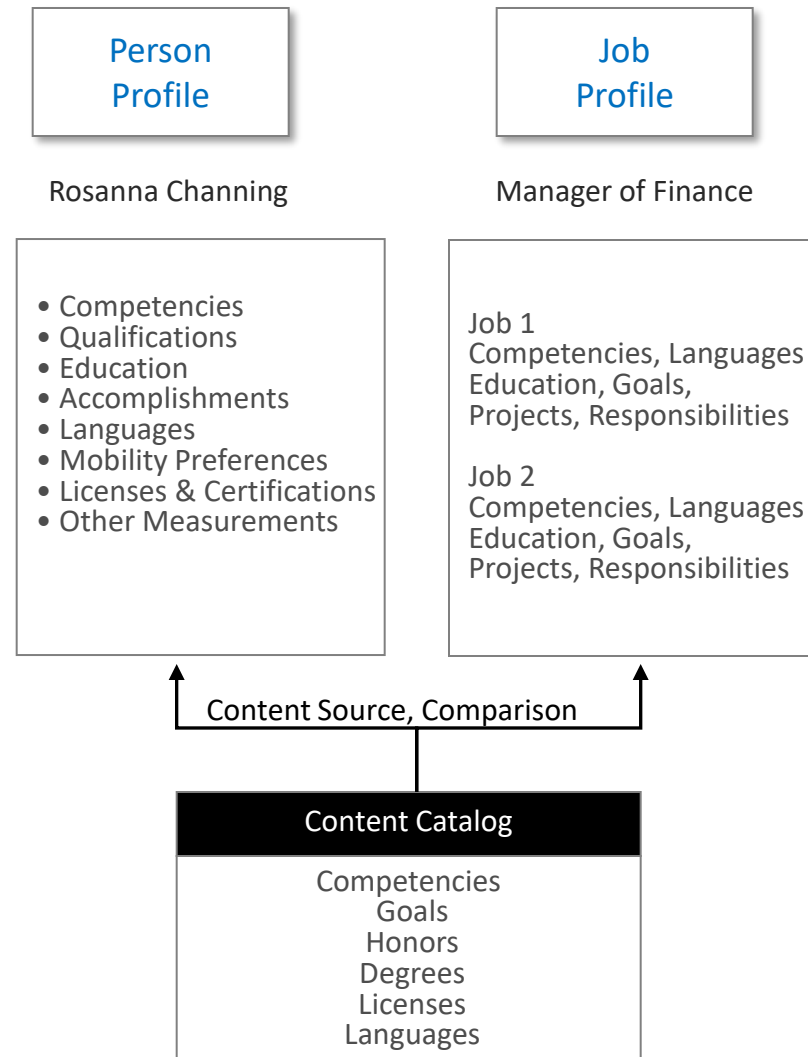 Person
Profile
Job
Profile
Rosanna Channing
Manager of Finance
• Competencies
• Qualifications
• Education
• Accomplishments
• Languages
• Mobility Preferences
• Licenses & Certifications
• Other Measurements
Job 1
Competencies, Languages
Education, Goals,
Projects, Responsibilities
Job 2
Competencies, Languages
Education, Goals,
Projects, Responsibilities
Content Source, Comparison
Content Catalog
Competencies
Goals
Honors
Degrees
Licenses
Languages